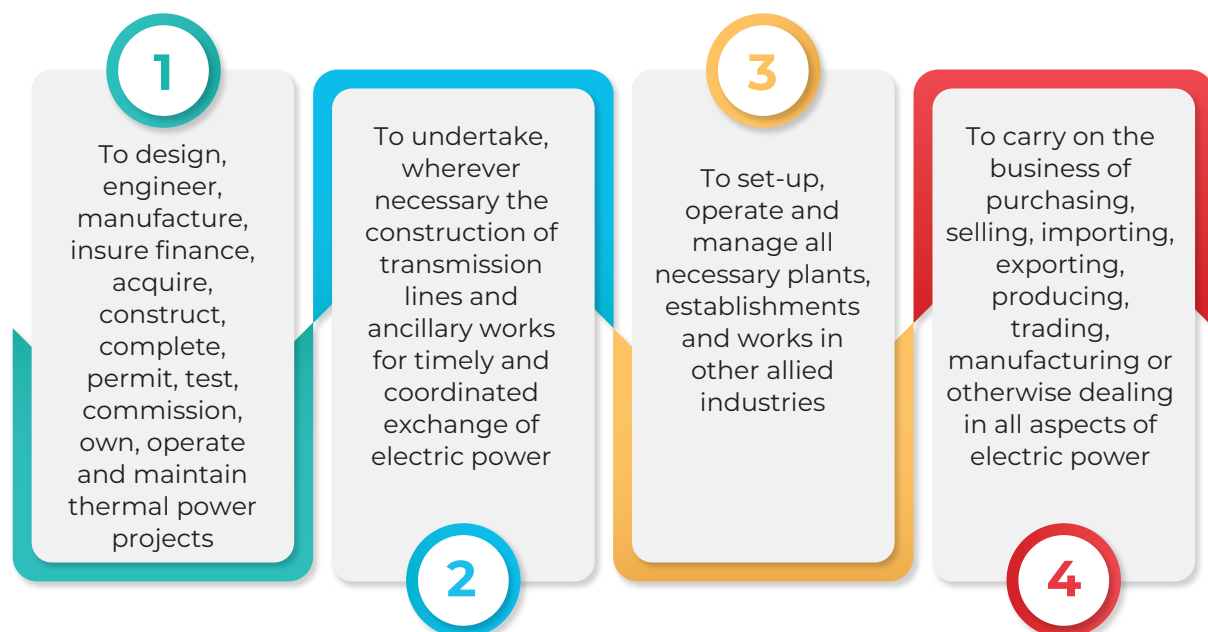 1
To design,
engineer,
manufacture,
insure finance,
acquire,
construct,
complete,
permit, test,
commission,
own, operate
and maintain
thermal power
projects
To undertake,
wherever
necessary the
construction of
transmission
lines and
ancillary works
for timely and
coordinated
exchange of
electric power
2
3
To set-up,
operate and
manage all
necessary plants,
establishments
and works in
other allied
industries
To carry on the
business of
purchasing,
selling, importing,
exporting,
producing,
trading,
manufacturing or
otherwise dealing
in all aspects of
electric power
4